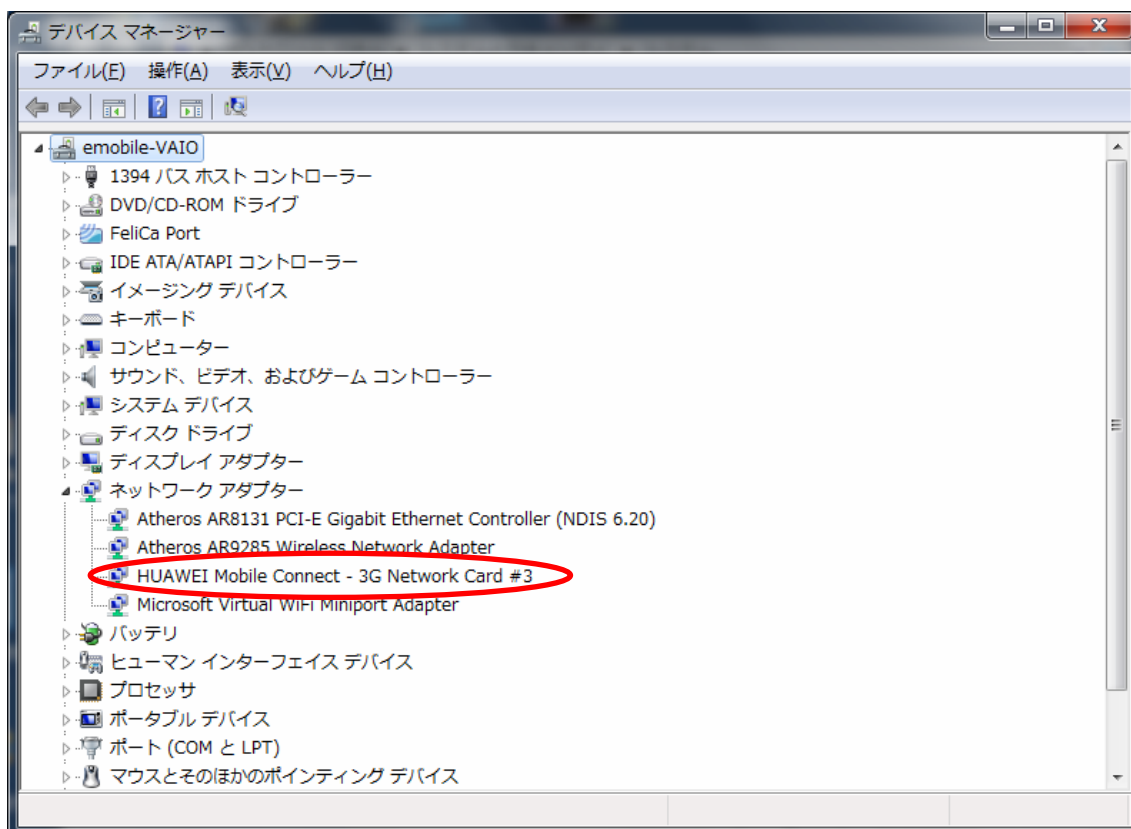 デバイス マネージャー
ファイル(F) 操作(A) 表示(V) ヘルプ(H)
emobile-VAIO
1394 バス ホスト コントローラー
DVD/CD-ROM ドライブ
FeliCa Port
IDE ATA/ATAPI コントローラー
イメージング デバイス
キーボード
コンピューター
サウンド、ビデオ、およびゲーム コントローラー
システム デバイス
ディスク ドライブ
ディスプレイ アダプター
ネットワーク アダプター
Atheros AR8131 PCI-E Gigabit Ethernet Controller (NDIS 6.20)
Atheros AR9285 Wireless Network Adapter
HUAWEI Mobile Connect - 3G Network Card #3
Microsoft Virtual WiFi Miniport Adapter
バッテリ
ヒューマン インターフェイス デバイス
プロセッサ
ポータブル デバイス
ポート (COM と LPT)
マウスとそのほかのポインティング デバイス